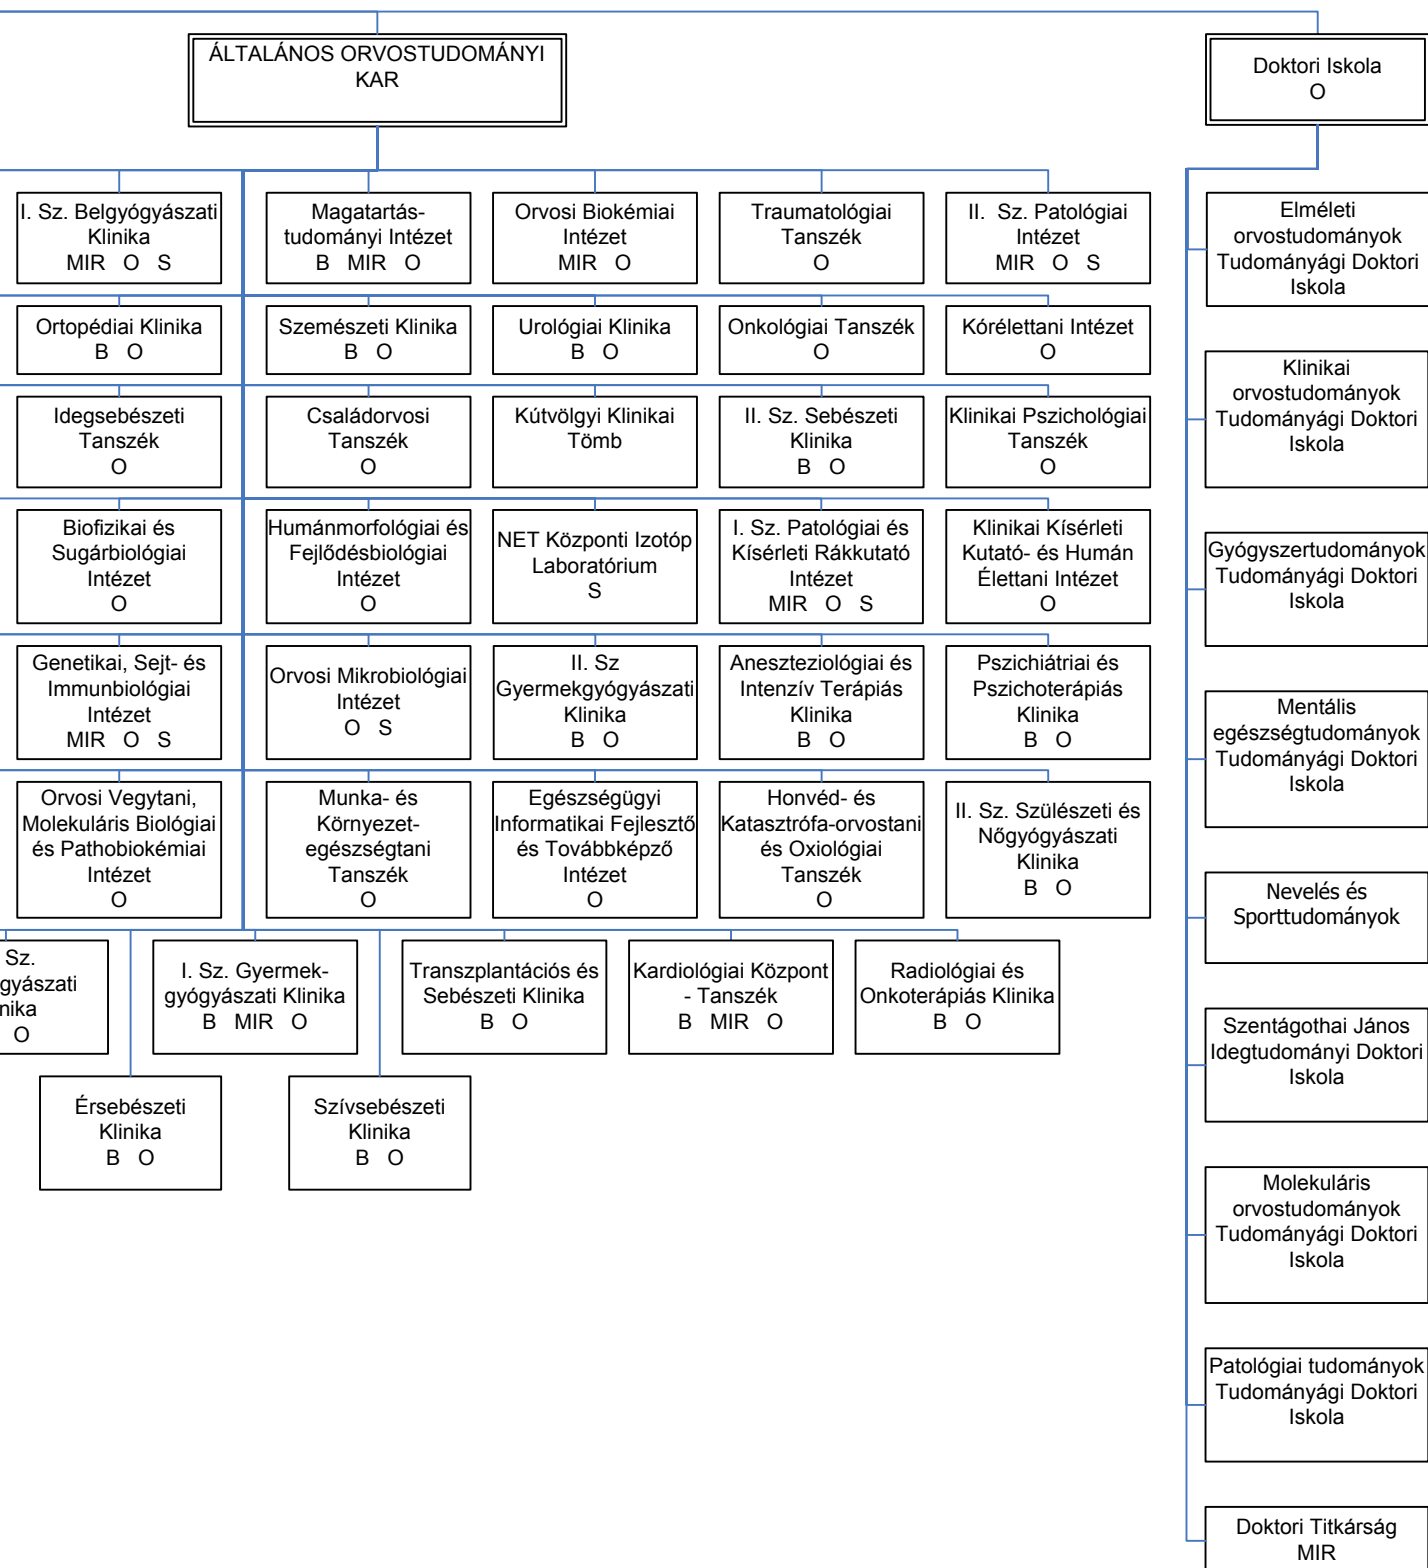 ÁLTALÁNOS ORVOSTUDOMÁNYI
KAR
Doktori Iskola
O
I. Sz. Belgyógyászati
Klinika
MIR O S
Magatartás-
tudományi Intézet
B MIR O
Orvosi Biokémiai
Intézet
MIR O
Traumatológiai
Tanszék
O
II. Sz. Patológiai
Intézet
MIR O S
Ortopédiai Klinika
B O
Szemészeti Klinika
B O
Urológiai Klinika
B O
Onkológiai Tanszék
O
Kórélettani Intézet
O
Idegsebészeti
Tanszék
O
Családorvosi
Tanszék
O
Kútvölgyi Klinikai
Tömb
II. Sz. Sebészeti
Klinika
B O
Klinikai Pszichológiai
Tanszék
O
Biofizikai és
Sugárbiológiai
Intézet
O
Humánmorfológiai és
Fejlődésbiológiai
Intézet
O
NET Központi Izotóp
Laboratórium
S
I. Sz. Patológiai és
Kísérleti Rákkutató
Intézet
MIR O S
Klinikai Kísérleti
Kutató- és Humán
Élettani Intézet
O
Genetikai, Sejt- és
Immunbiológiai
Intézet
MIR O S
Orvosi Mikrobiológiai
Intézet
O S
II. Sz
Gyermekgyógyászati
Klinika
B O
Aneszteziológiai és
Intenzív Terápiás
Klinika
B O
Pszichiátriai és
Pszichoterápiás
Klinika
B O
Orvosi Vegytani,
Molekuláris Biológiai
és Pathobiokémiai
Intézet
O
Munka- és
Környezet-
egészségtani
Tanszék
O
Egészségügyi
Informatikai Fejlesztő
és Továbbképző
Intézet
O
Honvéd- és
Katasztrófa-orvostani
és Oxiológiai
Tanszék
O
II. Sz. Szülészeti és
Nőgyógyászati
Klinika
B O
Sz.
gyászati
nika
O
I. Sz. Gyermek-
gyógyászati Klinika
B MIR O
Transzplantációs és
Sebészeti Klinika
B O
Kardiológiai Központ
- Tanszék
B MIR O
Radiológiai és
Onkoterápiás Klinika
B O
Érsebészeti
Klinika
B O
Szívsebészeti
Klinika
B O
Elméleti
orvostudományok
Tudományági Doktori
Iskola
Klinikai
orvostudományok
Tudományági Doktori
Iskola
Gyógyszertudományok
Tudományági Doktori
Iskola
Mentális
egészségtudományok
Tudományági Doktori
Iskola
Nevelés és
Sporttudományok
Szentágothai János
Idegtudományi Doktori
Iskola
Molekuláris
orvostudományok
Tudományági Doktori
Iskola
Patológiai tudományok
Tudományági Doktori
Iskola
Doktori Titkárság
MIR